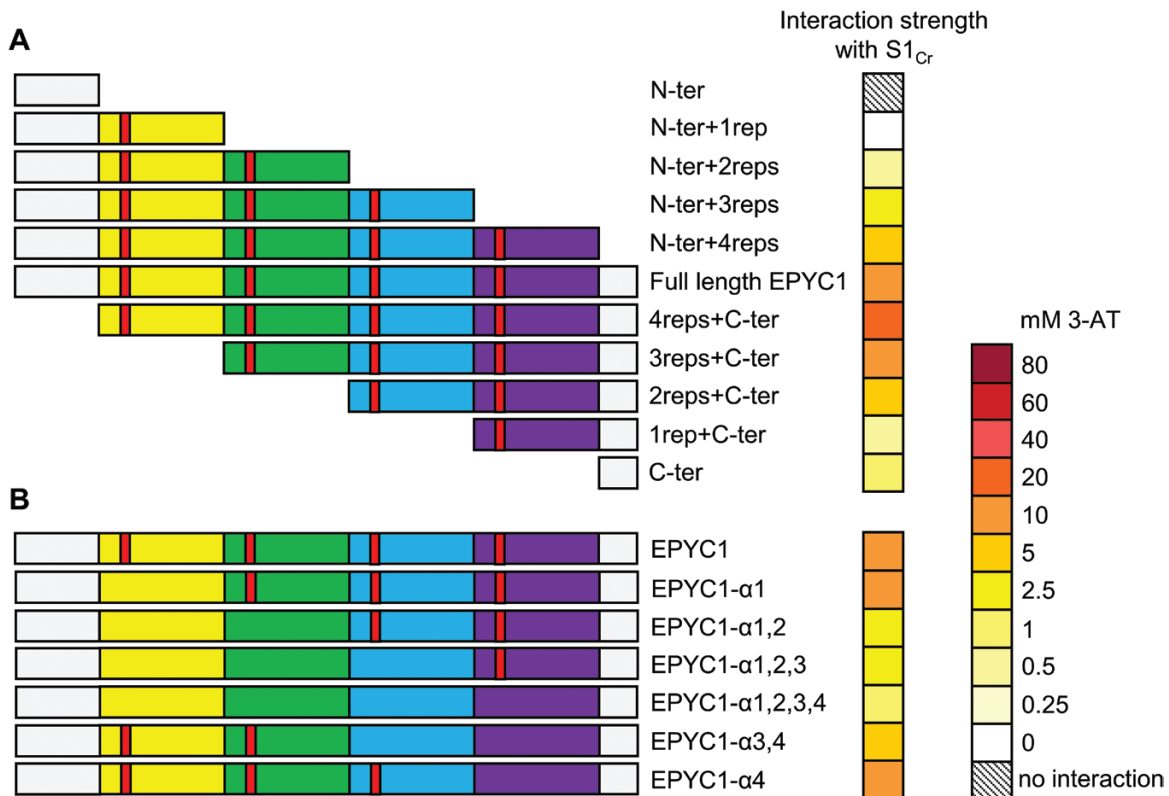 A
Interaction strength
with S1Cr
N-ter
N-ter+1rep
N-ter+2reps
N-ter+3reps
N-ter+4reps
Full length EPYC1
4reps+C-ter
3reps+C-ter
2reps+C-ter
1rep+C-ter
C-ter
mM 3-AT
80
60
40
20
10
5
2.5
1
0.5
0.25
0
no interaction
B
EPYC1
EPYC1-α1
EPYC1-α1,2
EPYC1-α1,2,3
EPYC1-α1,2,3,4
EPYC1-α3,4
EPYC1-α4